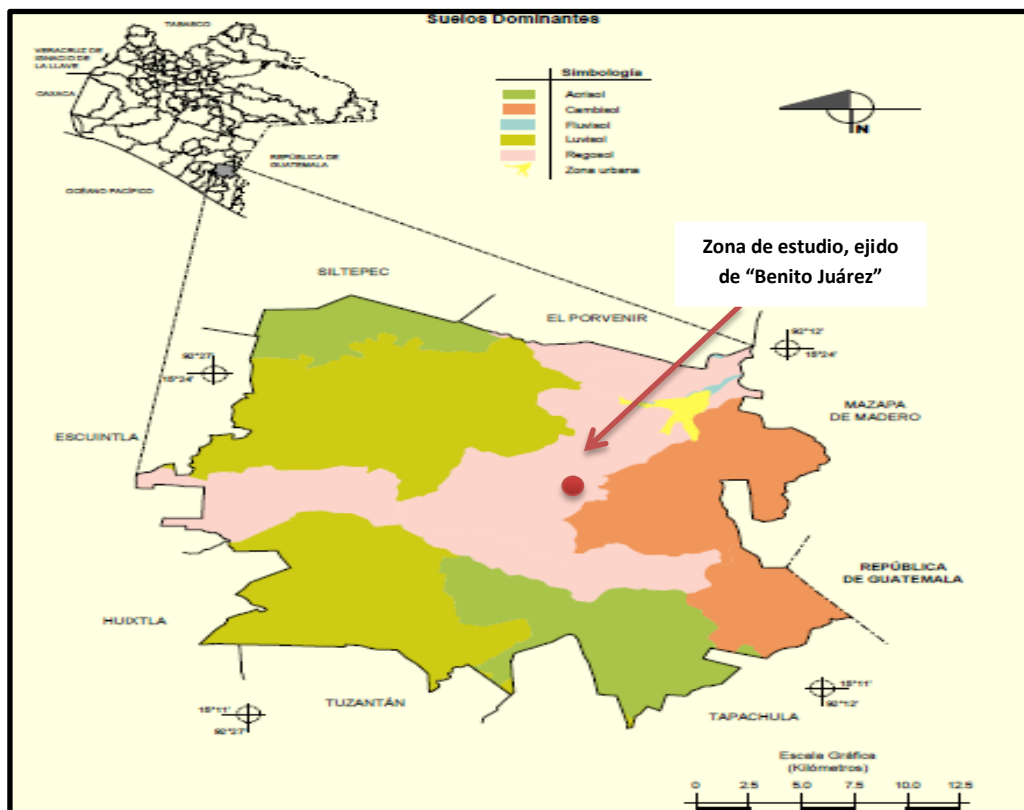 Suelos Dominantes
TABASCO
VERACRUZ DE
IGNACIO DE
LA LLAVE
OAXACA
REPÚBLICA DE
GUATEMALA
OCÉANO PACÍFICO
Simbología
Acrisol
Cambisol
Fluvisol
Luvisol
Regosol
Zona urbana
N
Zona de estudio, ejido
de “Benito Juárez”
SILTEPEC
EL PORVENIR
92°12'
15°24'
92°27'
15°24'
MAZAPA
DE MADERO
ESCUINTLA
REPÚBLICA
DE GUATEMALA
HUIXTLA
15°11'
92°12'
TUZANTÁN
15°11'
92°27'
TAPACHULA
Escala Gráfica
(Kilómetros)
0 2.5 5.0 7.5 10.0 12.5